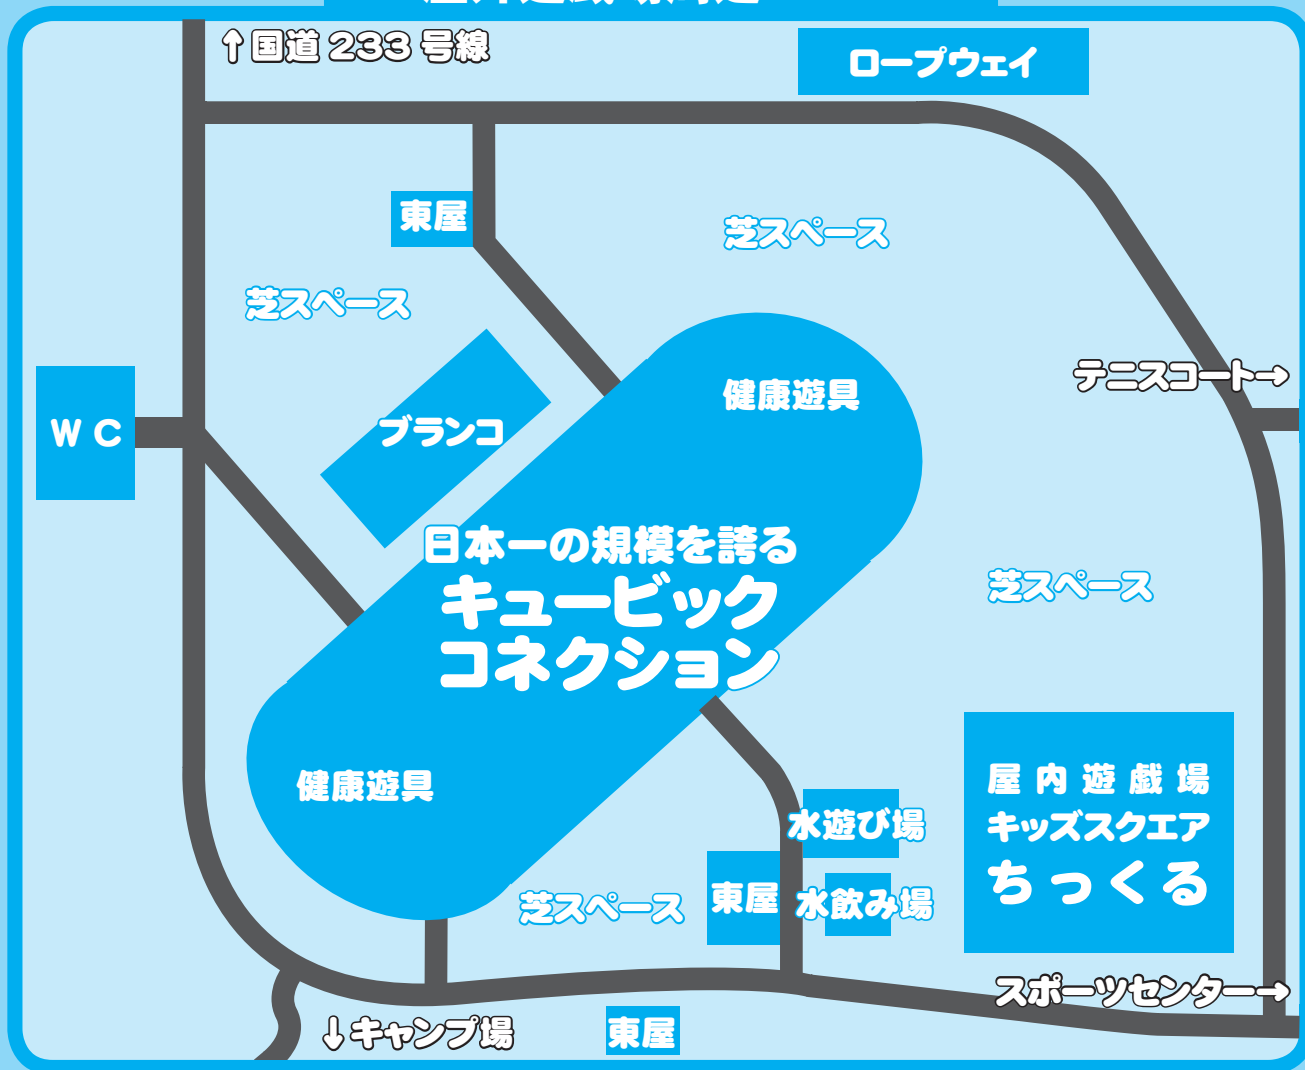 ↑国道 233 号線
ロープウェイ
東屋
芝スペース
芝スペース
テニスコート→
健康遊具
ブランコ
ＷＣ
日本一の規模を誇る
キュービック
コネクション
芝スペース
健康遊具
屋内遊戯場
キッズスクエア
ちっくる
水遊び場
東屋
水飲み場
芝スペース
スポーツセンター→
↓キャンプ場
東屋